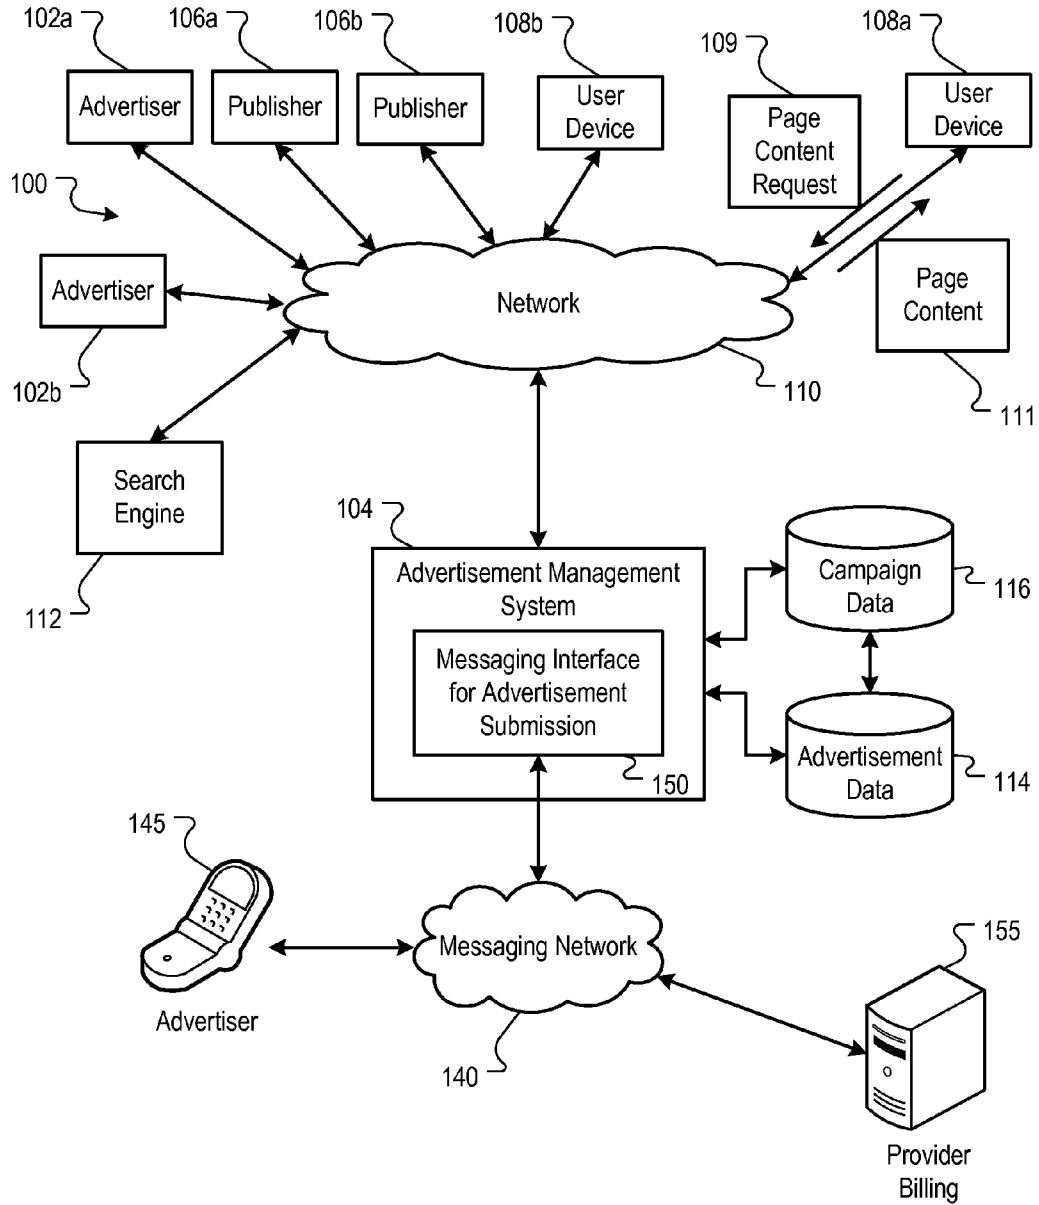 102a
106a
106b
108b
109
108a
Advertiser
Publisher
Publisher
User
Device
Page
Content
Request
User
Device
100
Advertiser
Network
Page
Content
102b
110
111
Search
Engine
112
104
Advertisement Management
System
Messaging Interface
for Advertisement
Submission
150
Campaign
Data
116
Advertisement
Data
114
145
Advertiser
Messaging Network
140
155
Provider
Billing